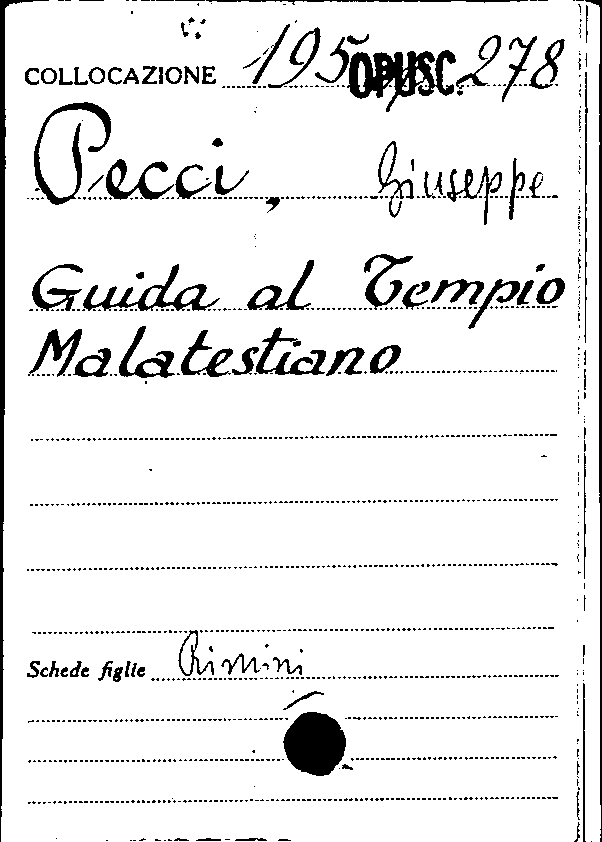 COLLOCAZIONE 195 OPUSC. 278
Pecci, Giuseppe
Guida al Tempio
Malatestiano
Schede figlie Rimini